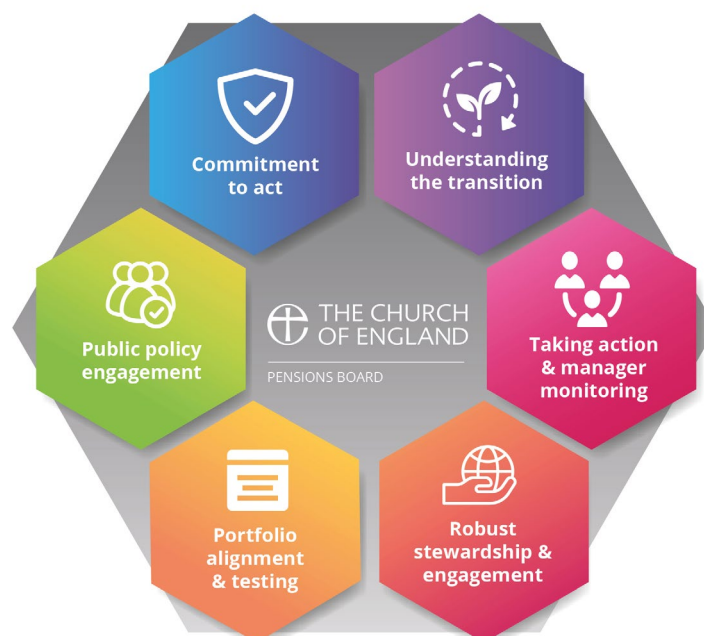 Commitment
to act
Understanding
the transition
Public policy
engagement
THE CHURCH
OF ENGLAND
PENSIONS BOARD
Taking action
& manager
monitoring
Portfolio
alignment
& testing
Robust
stewardship &
engagement